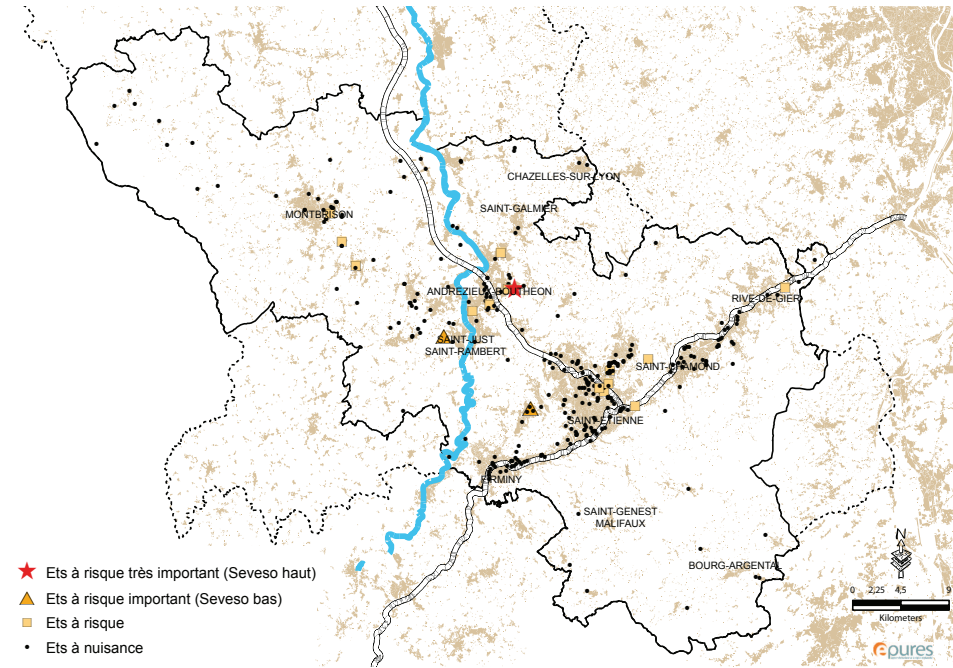 CHAZELLES-SUR-LYON
SAINT-GALMIER
MONTBRISON
ANDREZIEUX-BOUTHEON
RIVE-DE-GIER
SAINT-JUST
SAINT-RAMBERT
SAINT-CHAMOND
SAINT-ETIENNE
FIRMINY
SAINT-GENEST
MALIFAUX
BOURG-ARGENTAL
Ets à risque très important (Seveso haut)
Ets à risque important (Seveso bas)
Ets à risque
Ets à nuisance
N
0 2,25 4,5 9
Kilometers
epures